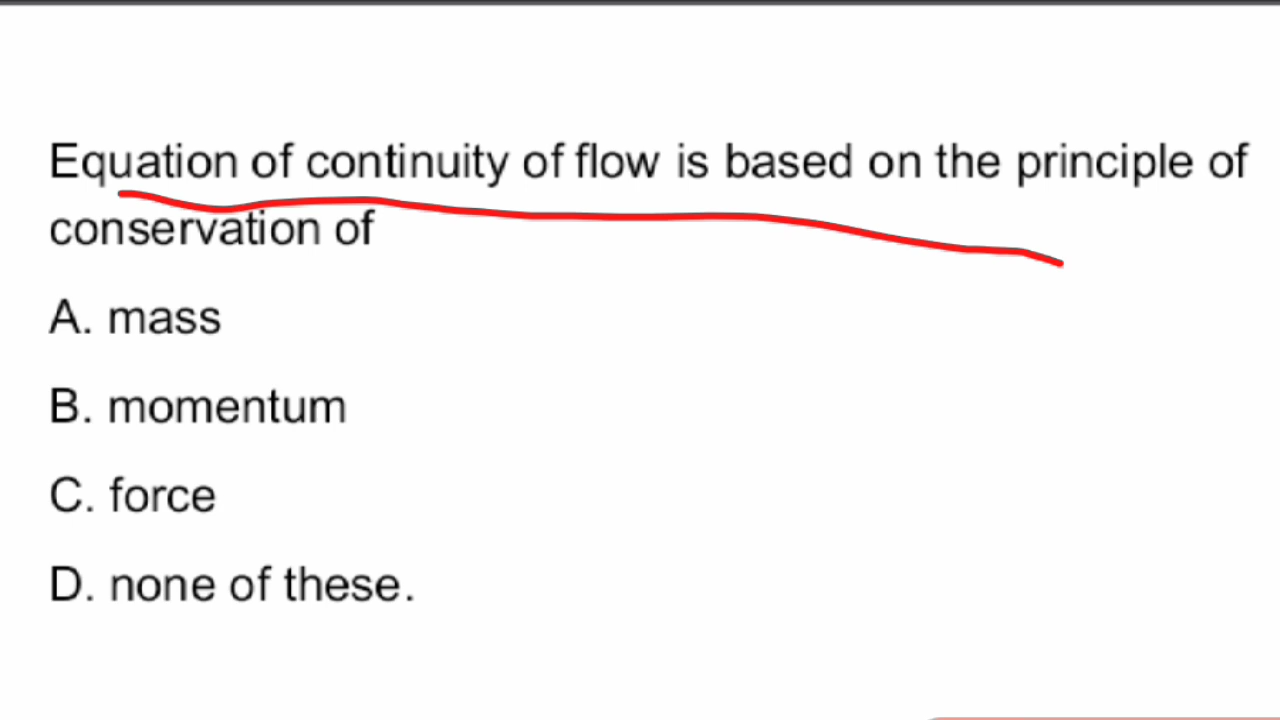 Equation of continuity of flow is based on the principle of
conservation of
A. mass
B. momentum
C. force
D. none of these.